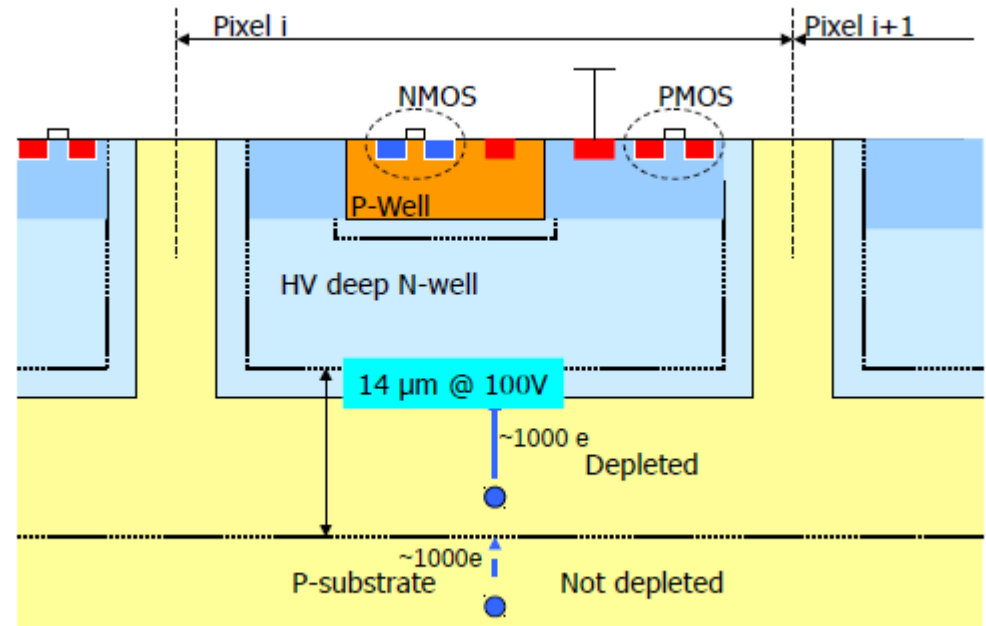 Pixel i
Pixel i+1
NMOS
PMOS
P-Well
HV deep N-well
14 µm @ 100V
~1000 e
Depleted
~1000e
P-substrate
Not depleted